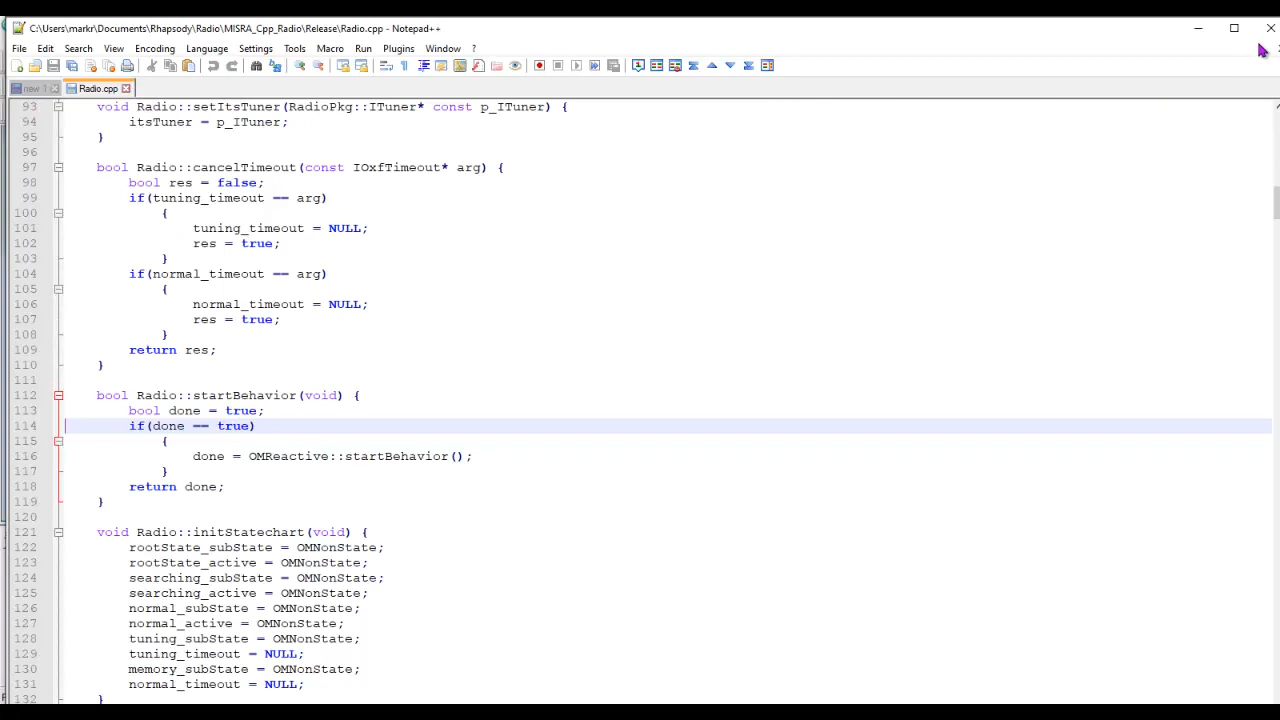 C:\Users\markr\Documents\Rhapsody\Radio\MISRA_Cpp_Radio\Release\Radio.cpp - Notepad++
File Edit Search View Encoding Language Settings Tools Macro Run Plugins Window ?
new 1 Radio.cpp
93 void Radio::setItsTuner(RadioPkg::ITuner* const p_ITuner) {
94 itsTuner = p_ITuner;
95 }
96
97 bool Radio::cancelTimeout(const IOxfTimeout* arg) {
98 bool res = false;
99 if(tuning_timeout == arg)
100 {
101 tuning_timeout = NULL;
102 res = true;
103 }
104 if(normal_timeout == arg)
105 {
106 normal_timeout = NULL;
107 res = true;
108 }
109 return res;
110 }
111
112 bool Radio::startBehavior(void) {
113 bool done = true;
114 if(done == true)
115 {
116 done = OMReactive::startBehavior();
117 }
118 return done;
119 }
120
121 void Radio::initStatechart(void) {
122 rootState_subState = OMNonState;
123 rootState_active = OMNonState;
124 searching_subState = OMNonState;
125 searching_active = OMNonState;
126 normal_subState = OMNonState;
127 normal_active = OMNonState;
128 tuning_subState = OMNonState;
129 tuning_timeout = NULL;
130 memory_subState = OMNonState;
131 normal_timeout = NULL;
132 }